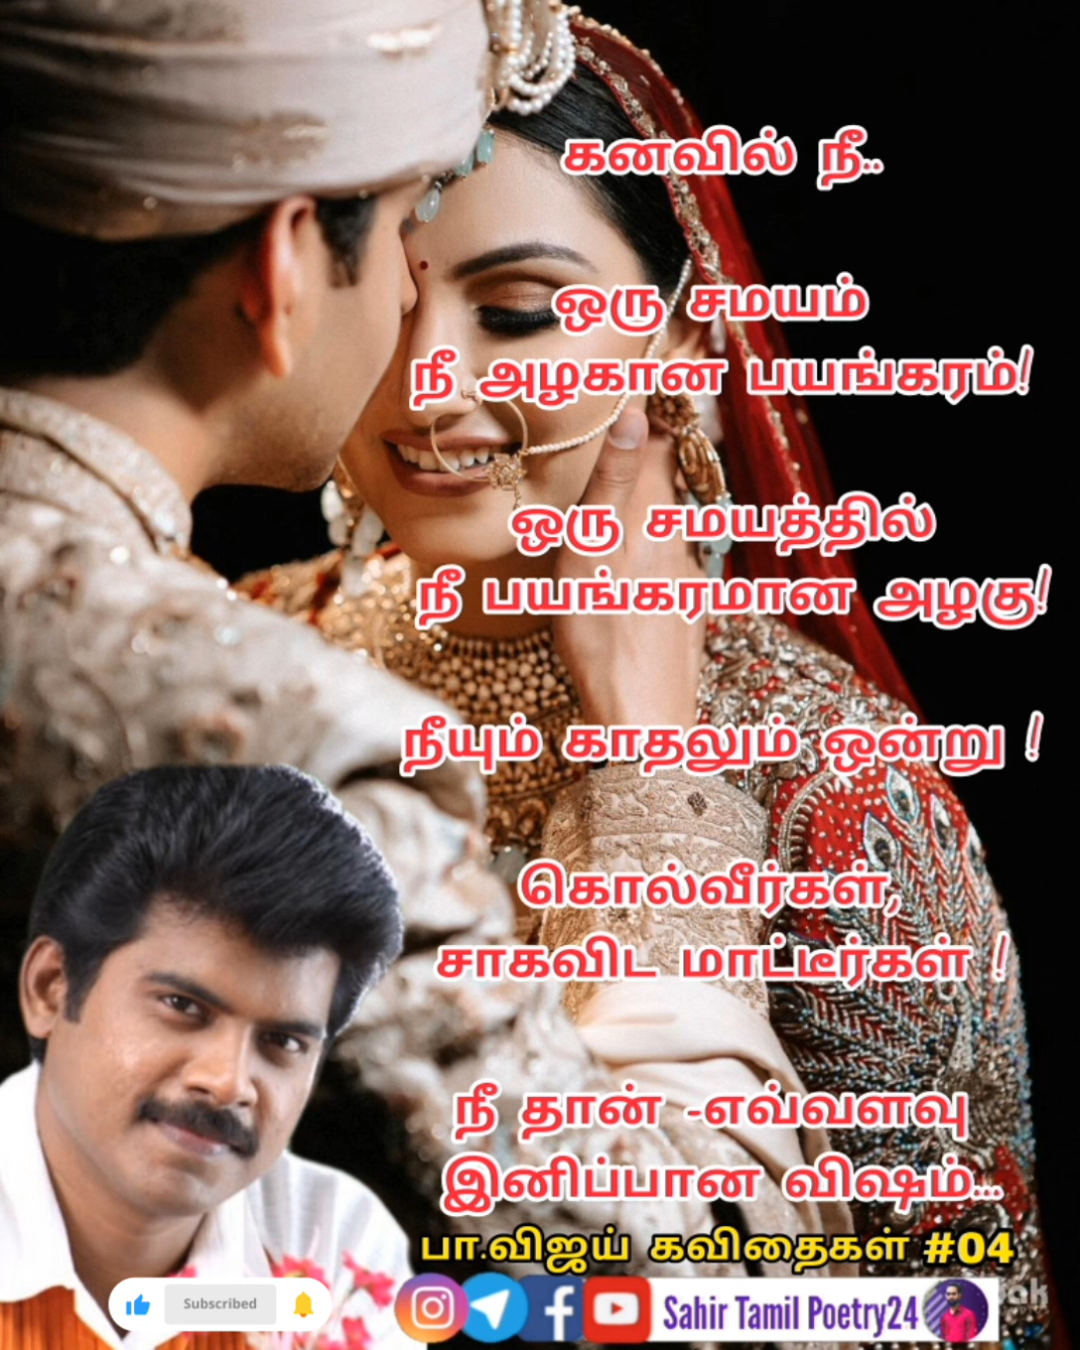 கனவில் நீ..
ஒரு சமயம்
நீ அழகான பயங்கரம்!
ஒரு சமயத்தில்
நீ பயங்கரமான அழகு!
நீயும் காதலும் ஒன்று !
கொல்வீர்கள்,
சாகவிட மாட்டீர்கள் !
நீ தான் -எவ்வளவு
இனிப்பான விஷம்...
பா.விஜய் கவிதைகள் #04
Subscribed
Sahir Tamil Poetry24